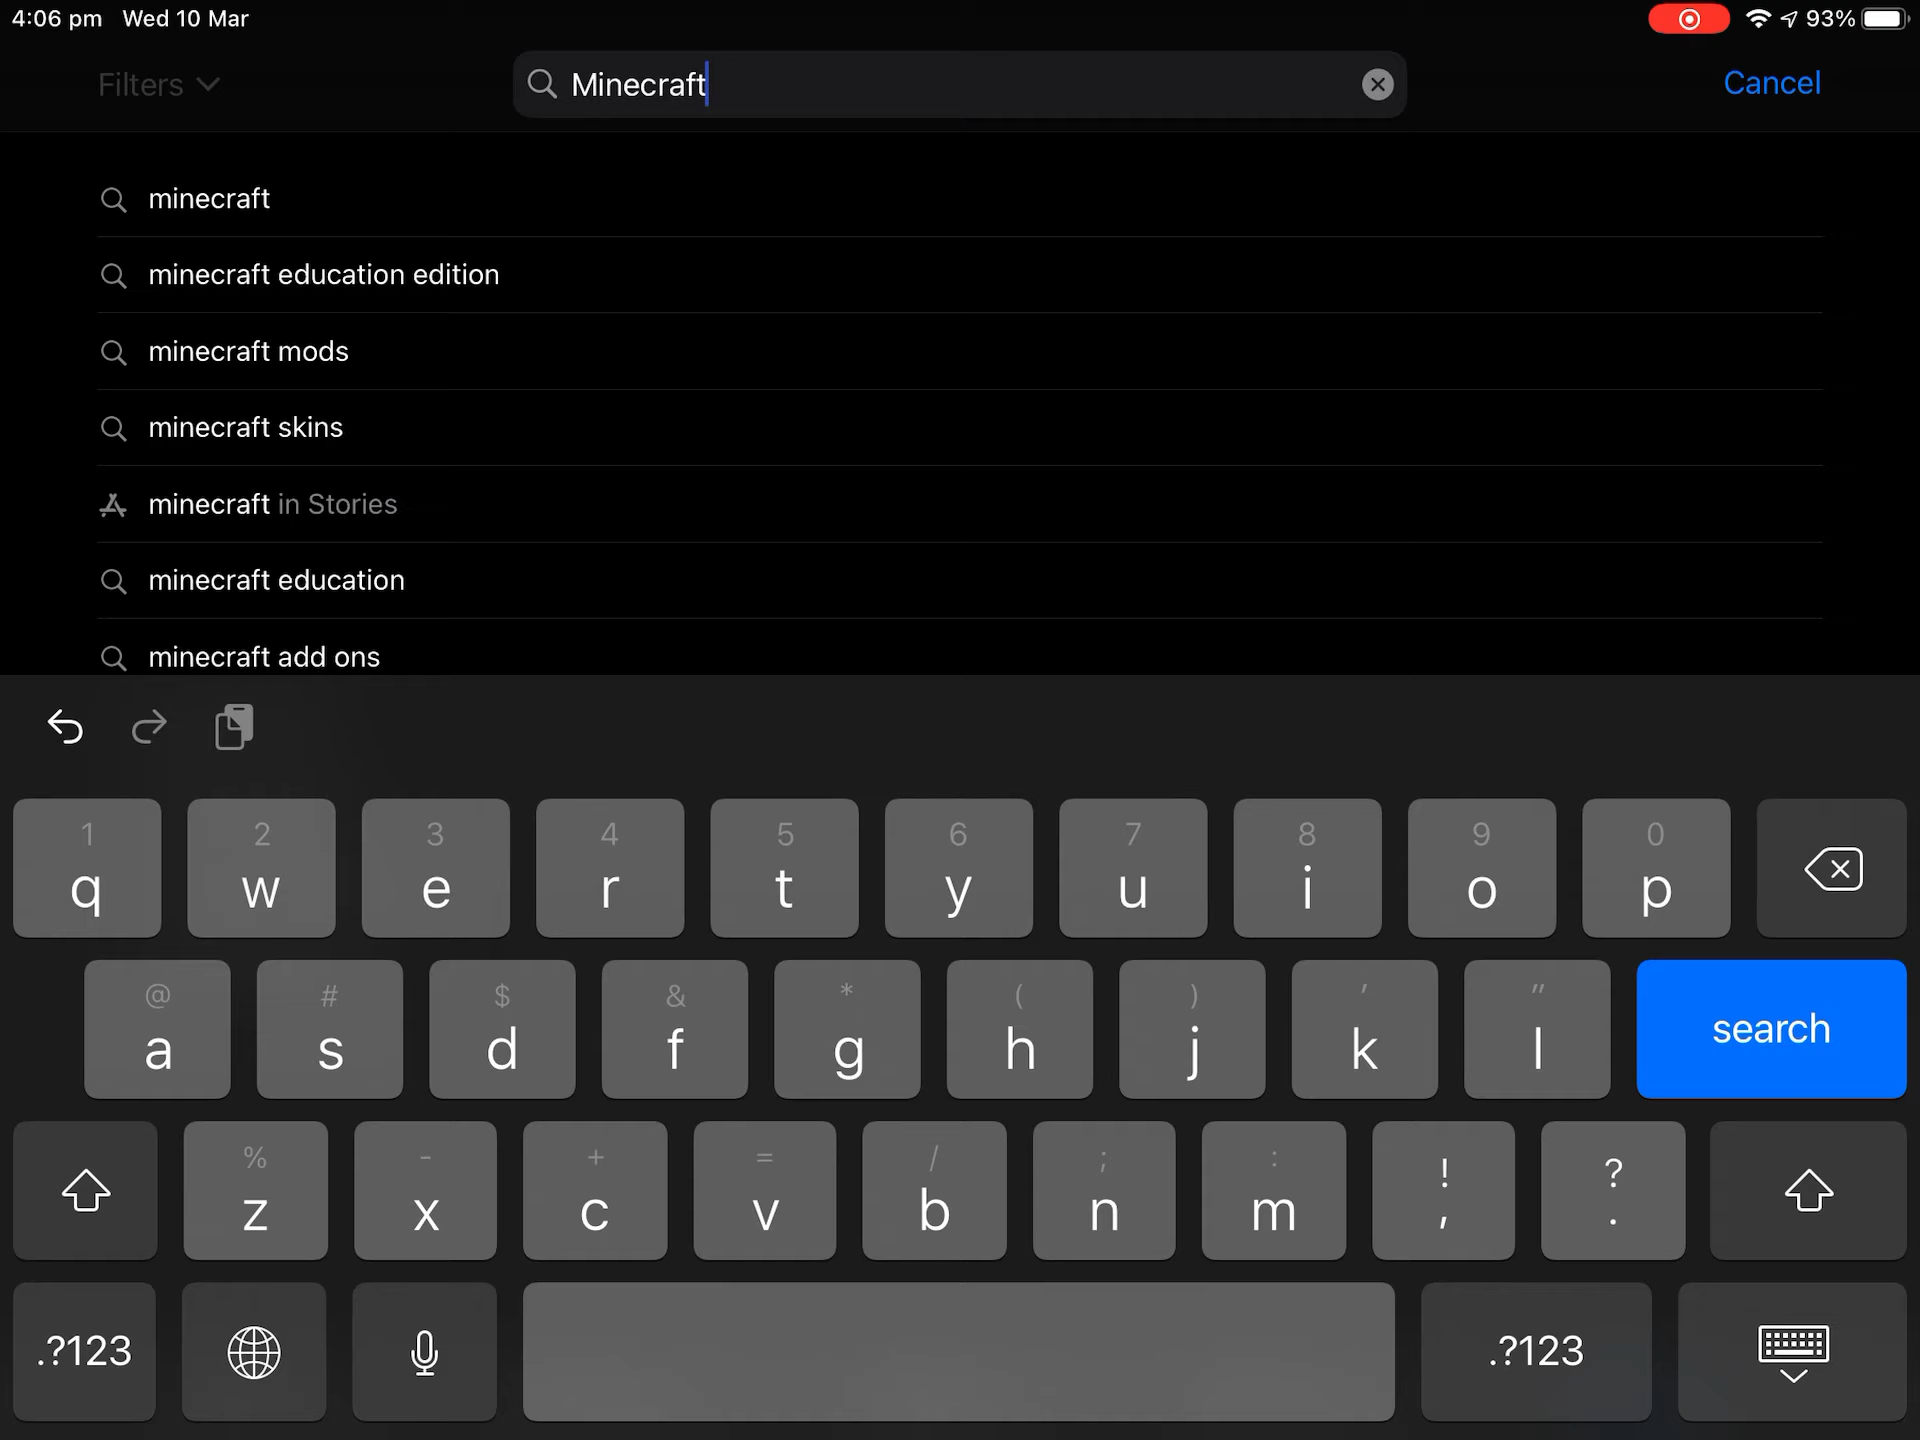 4:06 pm Wed 10 Mar 93%
Filters Minecraft Cancel
minecraft
minecraft education edition
minecraft mods
minecraft skins
minecraft in Stories
minecraft education
minecraft add ons
1 2 3 4 5 6 7 8 9 0
q w e r t y u i o p
@ # $ & * ( ) ' "
a s d f g h j k l search
% - + = / ; : ! ?
z x c v b n m , .
.?123 .?123